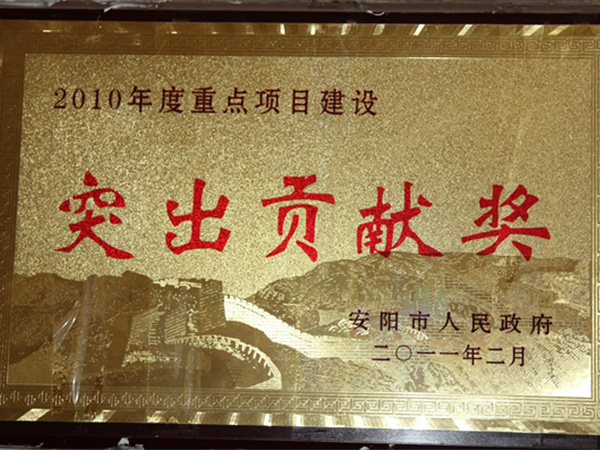 2010年度重点项目建设
突出贡献奖
安阳市人民政府
二〇一一年二月